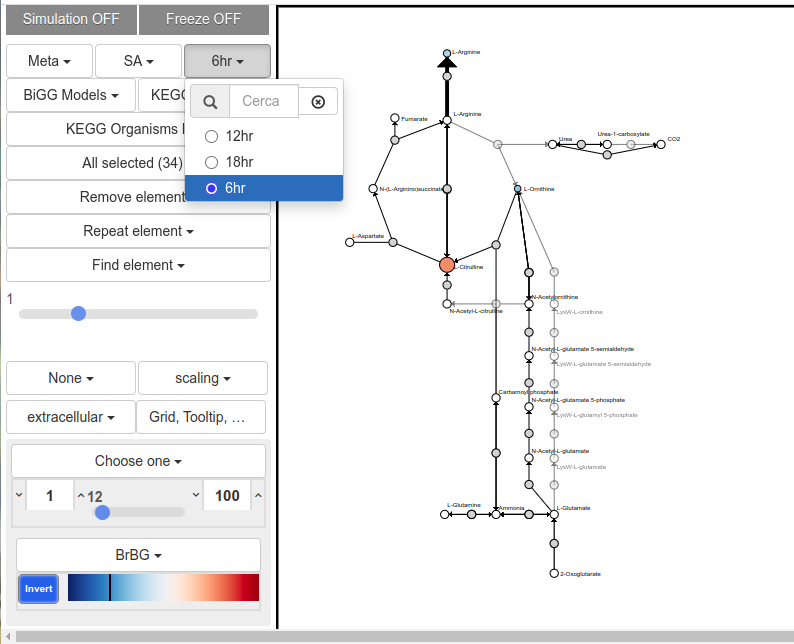 Simulation OFF
Freeze OFF
Meta
SA
6hr
BiGG Models
KEGG
Cerca
KEGG Organisms
12hr
All selected (34)
18hr
Remove element
6hr
Repeat element
Find element
1
None
scaling
extracellular
Grid, Tooltip, …
Choose one
1
12
100
BrBG
Invert
L-Arginine
L-Arginine
Fumarate
Urea
Urea-1-carboxylate
CO2
N-(L-Arginino)succinate
L-Ornithine
L-Aspartate
L-Citrulline
N-Acetyl-L-citrulline
N-Acetylornithine
LysW-L-ornithine
N-Acetyl-L-glutamate 5-semialdehyde
LysW-L-glutamate 5-semialdehyde
Carbamoyl phosphate
N-Acetyl-L-glutamate 5-phosphate
LysW-L-glutamyl 5-phosphate
N-Acetyl-L-glutamate
LysW-L-glutamate
L-Glutamine
Ammonia
L-Glutamate
2-Oxoglutarate